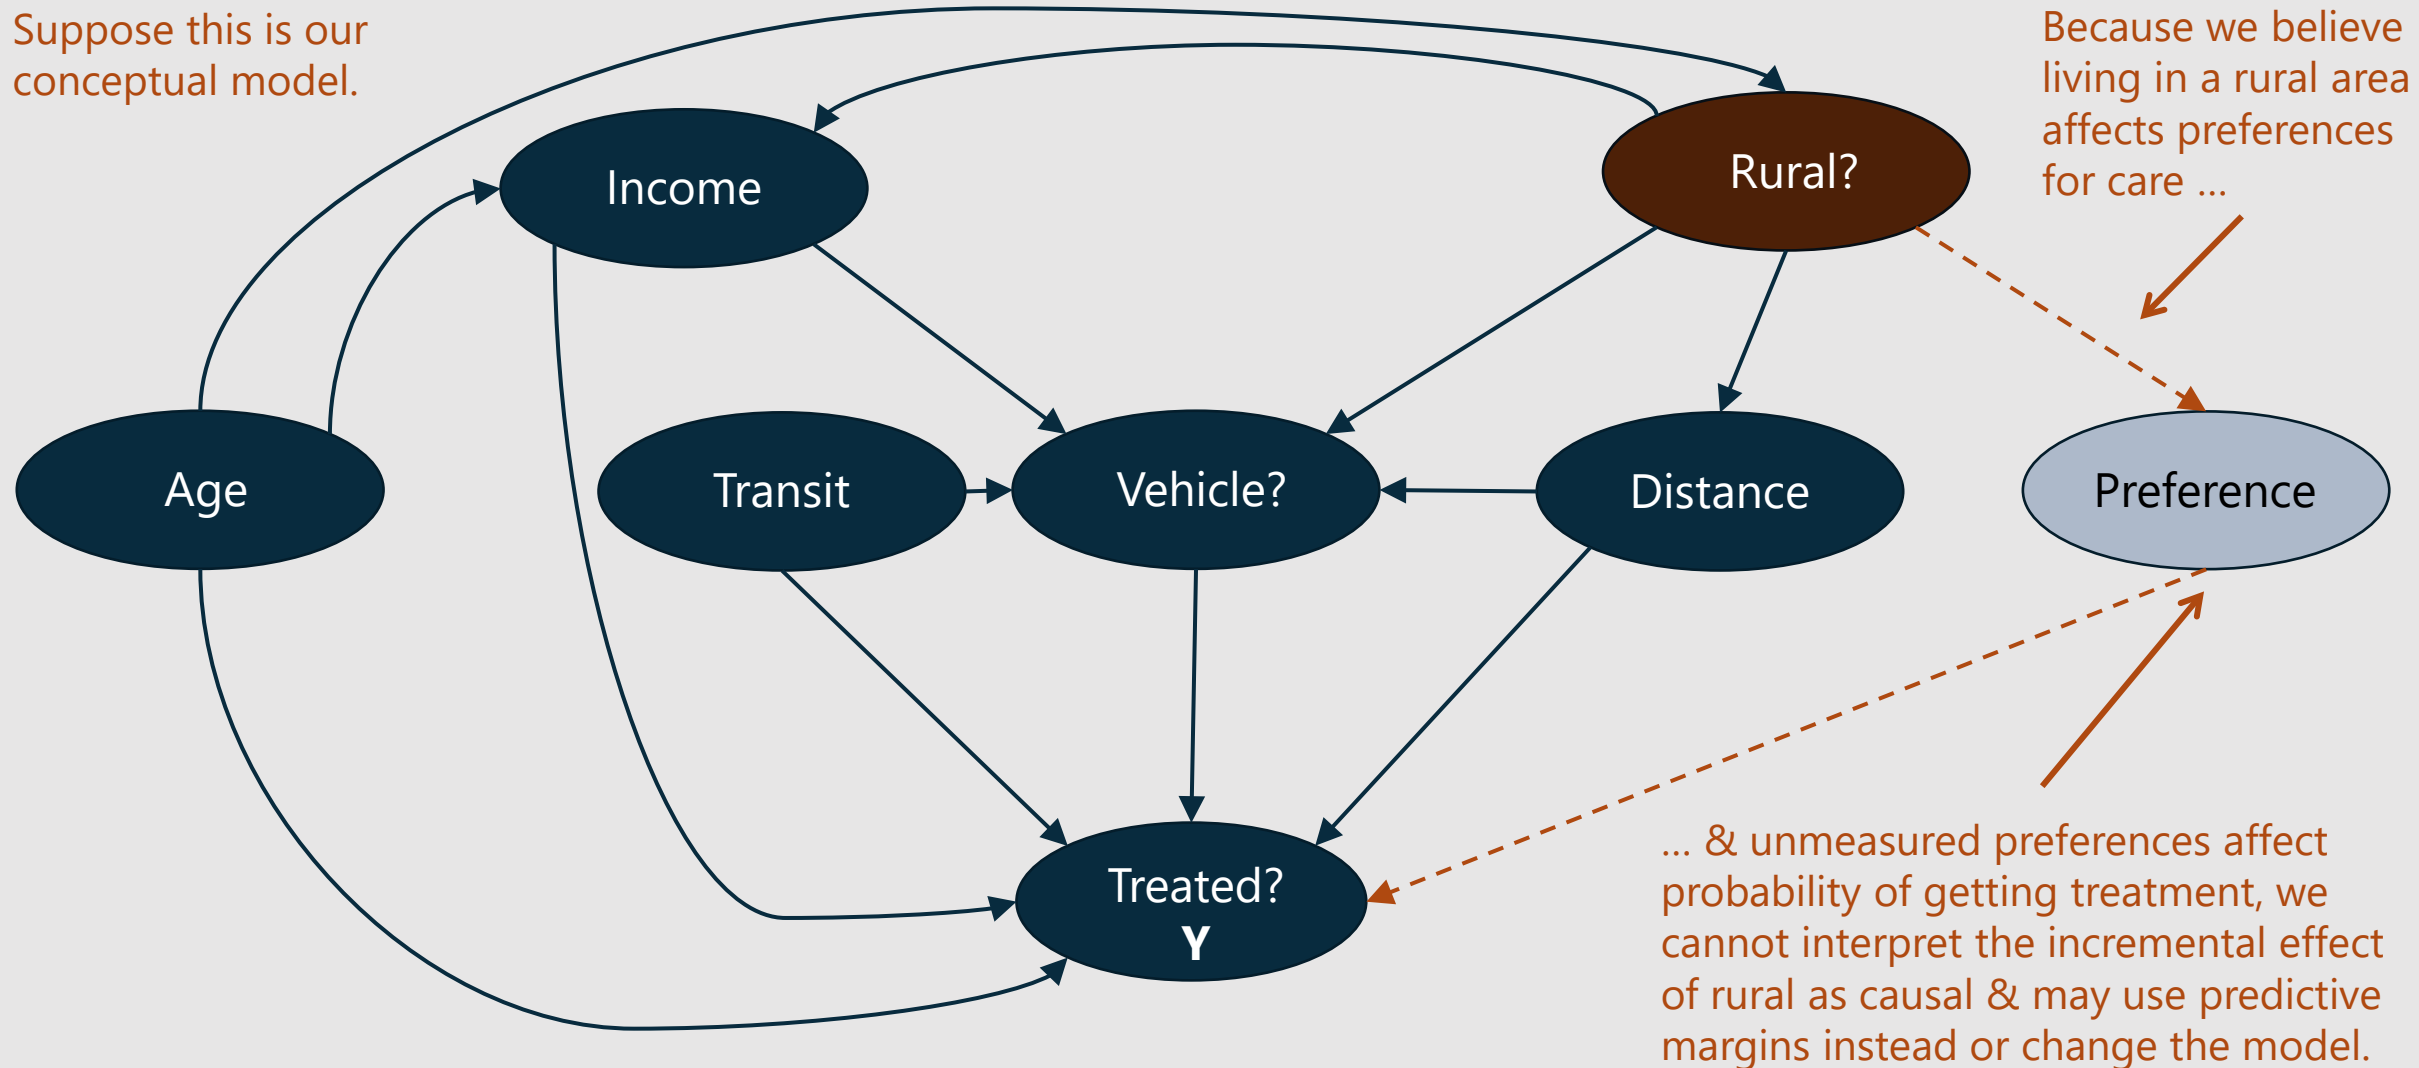 Suppose this is our
conceptual model.
Because we believe
living in a rural area
affects preferences
for care ...
Income
Rural?
Age
Transit
Vehicle?
Distance
Preference
Treated?
Y
... & unmeasured preferences affect
probability of getting treatment, we
cannot interpret the incremental effect
of rural as causal & may use predictive
margins instead or change the model.